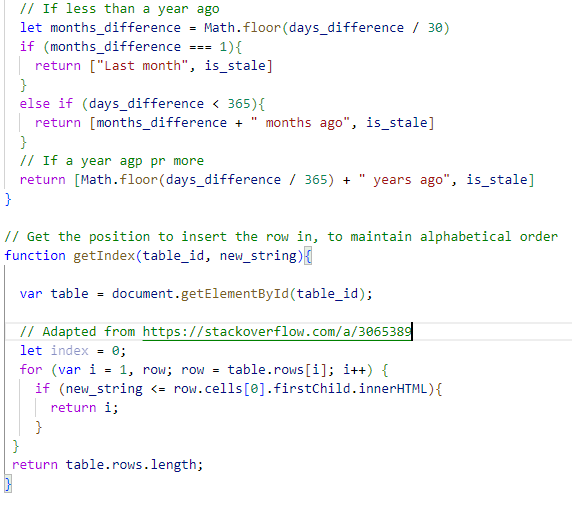 // If less than a year ago
let months_difference = Math.floor(days_difference / 30)
if (months_difference === 1){
return ["Last month", is_stale]
}
else if (days_difference < 365){
return [months_difference + " months ago", is_stale]
}
// If a year agp pr more
return [Math.floor(days_difference / 365) + " years ago", is_stale]
}
// Get the position to insert the row in, to maintain alphabetical order
function getIndex(table_id, new_string){
var table = document.getElementById(table_id);
// Adapted from https://stackoverflow.com/a/3065389
let index = 0;
for (var i = 1, row; row = table.rows[i]; i++) {
if (new_string <= row.cells[0].firstChild.innerHTML){
return i;
}
}
return table.rows.length;
}